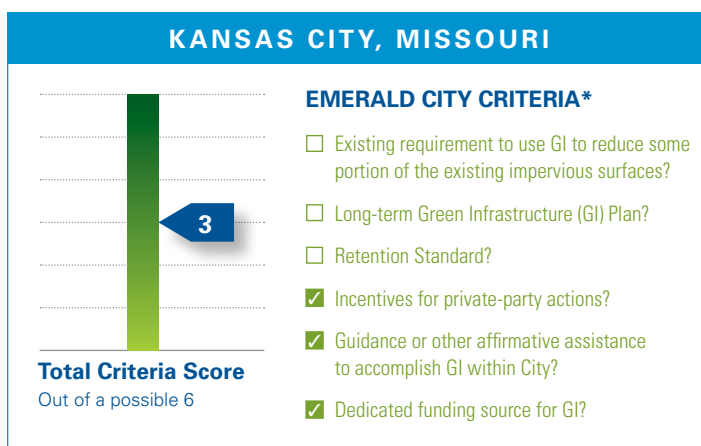 KANSAS CITY, MISSOURI
3
Total Criteria Score
Out of a possible 6
EMERALD CITY CRITERIA*
Existing requirement to use GI to reduce some
portion of the existing impervious surfaces?
Long-term Green Infrastructure (GI) Plan?
Retention Standard?
Incentives for private-party actions?
Guidance or other affirmative assistance
to accomplish GI within City?
Dedicated funding source for GI?